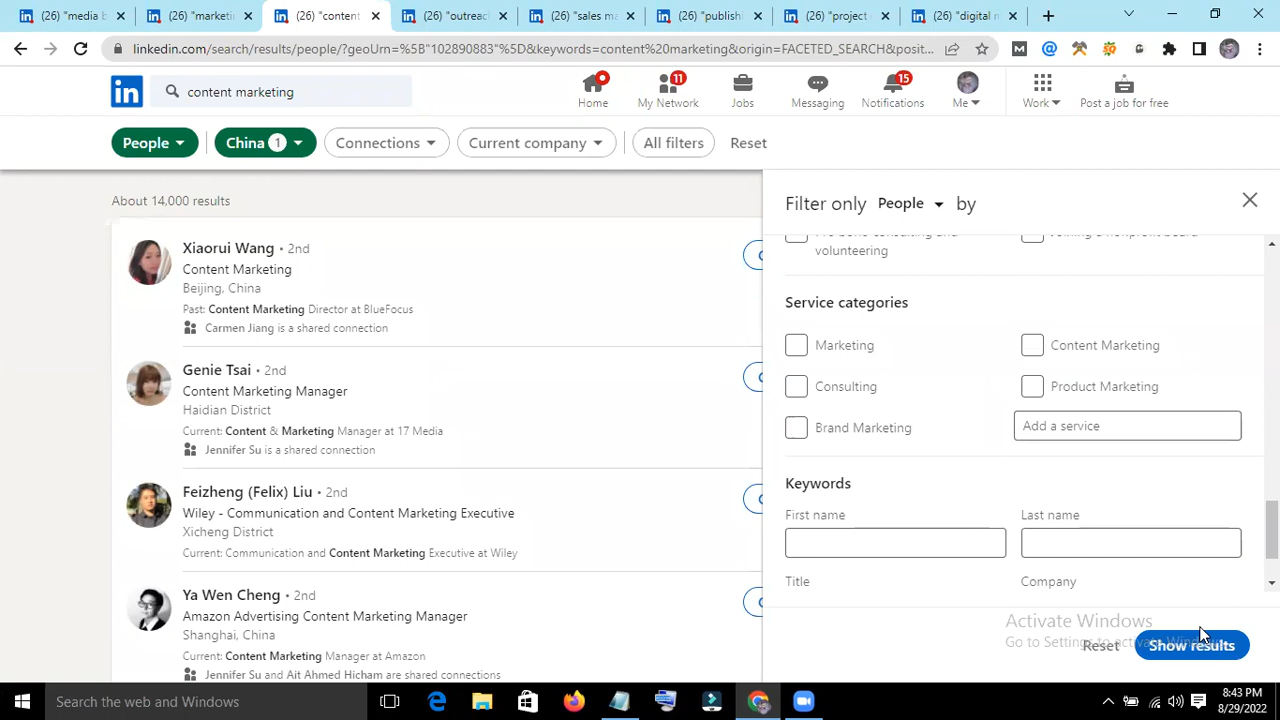 (26) "media b
(26) "marketin
(26) "content
(26) "outreac
(26) "sales ma
(26) "publish
(26) "project
(26) "digital m
linkedin.com/search/results/people/?geoUrn=%5B"102890883"%5D&keywords=content%20marketing&origin=FACETED_SEARCH&posit...
in
content marketing
Home
11
My Network
Jobs
Messaging
15
Notifications
Me
Work
Post a job for free
People
China 1
Connections
Current company
All filters
Reset
About 14,000 results
Xiaorui Wang • 2nd
Content Marketing
Beijing, China
Past: Content Marketing Director at BlueFocus
Carmen Jiang is a shared connection
Genie Tsai • 2nd
Content Marketing Manager
Haidian District
Current: Content & Marketing Manager at 17 Media
Jennifer Su is a shared connection
Feizheng (Felix) Liu • 2nd
Wiley - Communication and Content Marketing Executive
Xicheng District
Current: Communication and Content Marketing Executive at Wiley
Ya Wen Cheng • 2nd
Amazon Advertising Content Marketing Manager
Shanghai, China
Current: Content Marketing Manager at Amazon
Jennifer Su and Ait Ahmed Hicham are shared connections
Filter only People by
volunteering
Service categories
Marketing
Content Marketing
Consulting
Product Marketing
Brand Marketing
Add a service
Keywords
First name
Last name
Title
Company
Activate Windows
Go to Settings to activate Windows.
Reset
Show results
Search the web and Windows
8:43 PM
8/29/2022